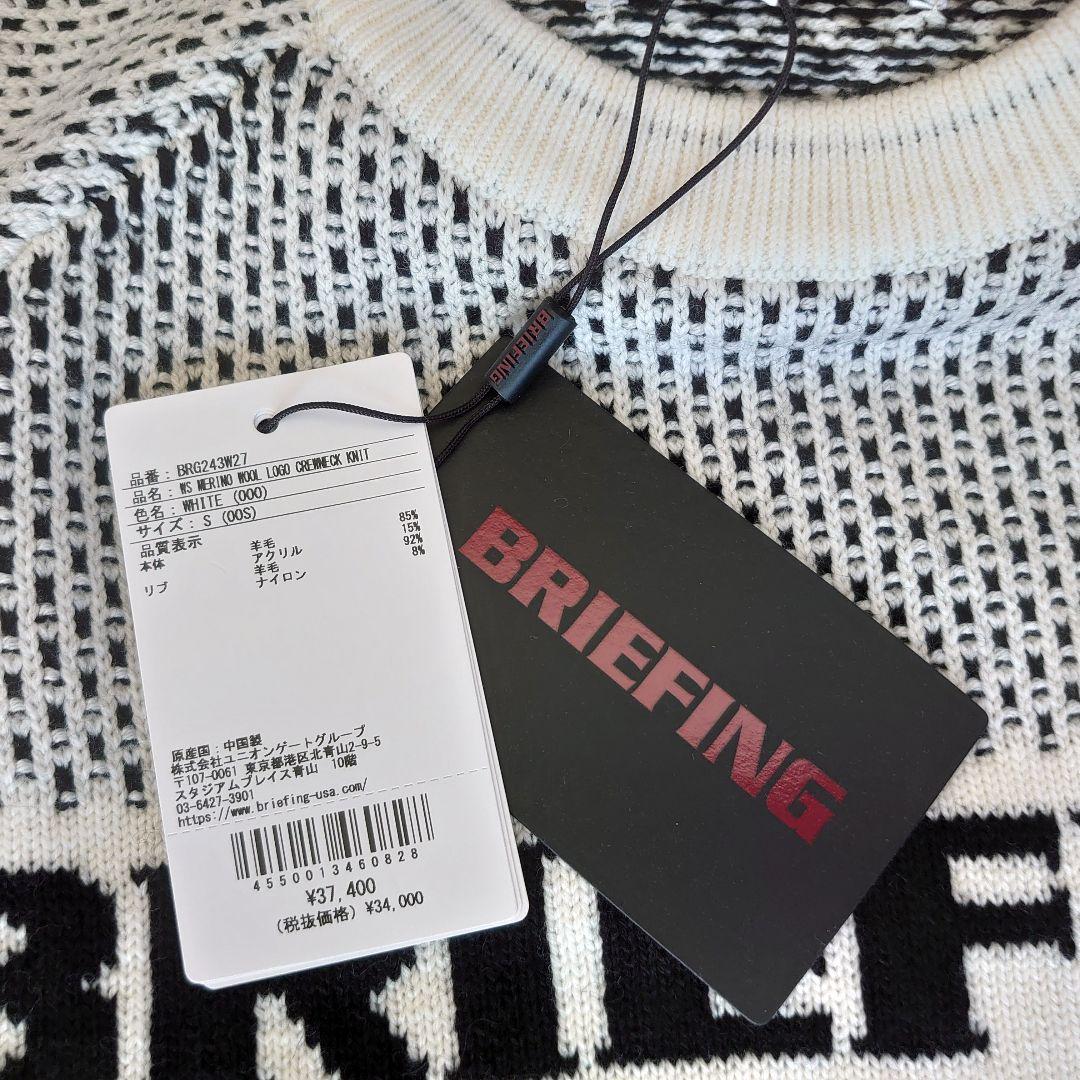 BRIEFING
品番: BRG243W27
品名: WS MERINO WOOL LOGO CREWNECK KNIT
色名: WHITE (000)
サイズ: S (00S)
品質表示
本体 羊毛 85%
アクリル 15%
リブ 羊毛 92%
ナイロン 8%
原産国: 中国製
株式会社ユニオンゲートグループ
〒107-0061 東京都港区北青山2-9-5
スタジアムプレイス青山 10階
03-6427-3901
https://www.briefing-usa.com/
4550013460828
¥37,400
(税抜価格) ¥34,000
BRIEFING
BRIEF